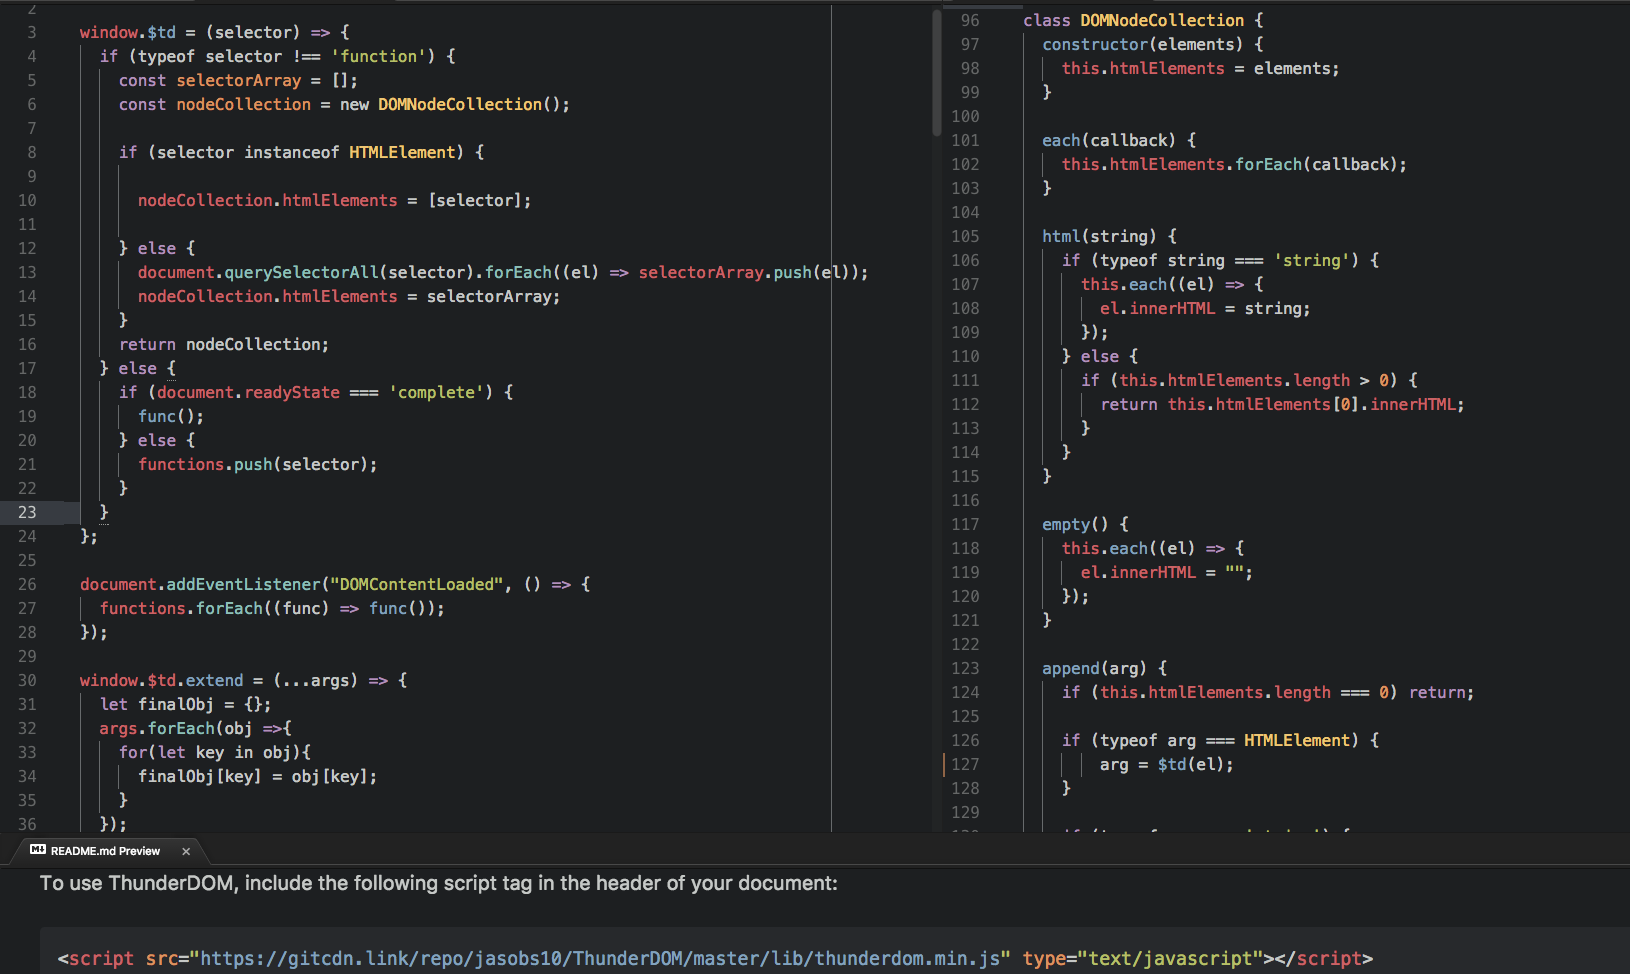 2
3 window.$td = (selector) => {
4 if (typeof selector !== 'function') {
5 const selectorArray = [];
6 const nodeCollection = new DOMNodeCollection();
7
8 if (selector instanceof HTMLElement) {
9
10 nodeCollection.htmlElements = [selector];
11
12 } else {
13 document.querySelectorAll(selector).forEach((el) => selectorArray.push(el));
14 nodeCollection.htmlElements = selectorArray;
15 }
16 return nodeCollection;
17 } else {
18 if (document.readyState === 'complete') {
19 func();
20 } else {
21 functions.push(selector);
22 }
23 }
24 };
25
26 document.addEventListener("DOMContentLoaded", () => {
27 functions.forEach((func) => func());
28 });
29
30 window.$td.extend = (...args) => {
31 let finalObj = {};
32 args.forEach(obj =>{
33 for(let key in obj){
34 finalObj[key] = obj[key];
35 }
36 });
96 class DOMNodeCollection {
97 constructor(elements) {
98 this.htmlElements = elements;
99 }
100
101 each(callback) {
102 this.htmlElements.forEach(callback);
103 }
104
105 html(string) {
106 if (typeof string === 'string') {
107 this.each((el) => {
108 el.innerHTML = string;
109 });
110 } else {
111 if (this.htmlElements.length > 0) {
112 return this.htmlElements[0].innerHTML;
113 }
114 }
115 }
116
117 empty() {
118 this.each((el) => {
119 el.innerHTML = "";
120 });
121 }
122
123 append(arg) {
124 if (this.htmlElements.length === 0) return;
125
126 if (typeof arg === HTMLElement) {
127 arg = $td(el);
128 }
129
README.md Preview ×
To use ThunderDOM, include the following script tag in the header of your document:
<script src="https://gitcdn.link/repo/jasobs10/ThunderDOM/master/lib/thunderdom.min.js" type="text/javascript"></script>